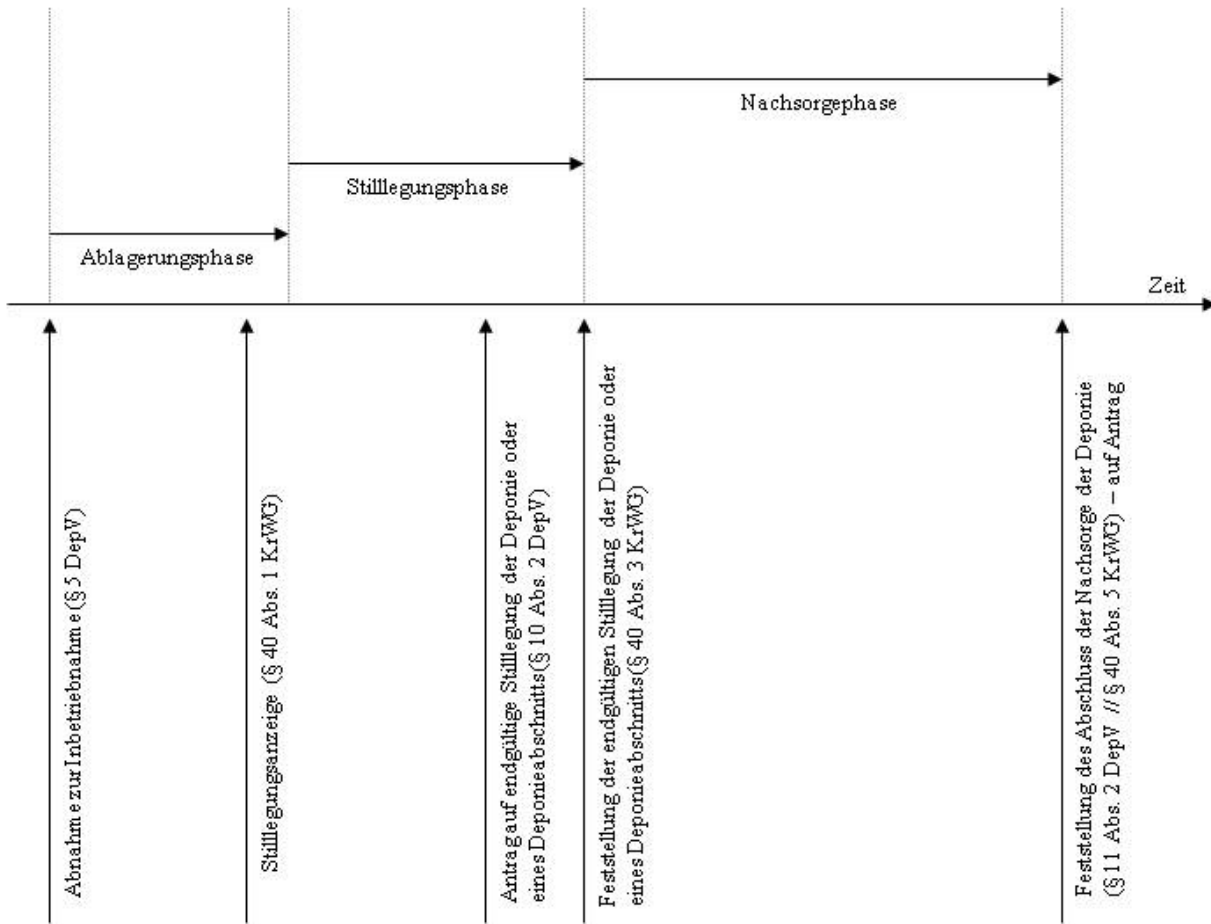 Nachsorgephase
Stilllegungsphase
Ablagerungsphase
Zeit
Abnahme zur Inbetriebnahme (§ 5 DepV)
Stilllegungsanzeige (§ 40 Abs. 1 KrWG)
Antrag auf endgültige Stilllegung der Deponie oder
eines Deponieabschnitts (§ 10 Abs. 2 DepV)
Feststellung der endgültigen Stilllegung der Deponie oder
eines Deponieabschnitts (§ 40 Abs. 3 KrWG)
Feststellung des Abschluss der Nachsorge der Deponie
(§ 11 Abs. 2 DepV // § 40 Abs. 5 KrWG) – auf Antrag